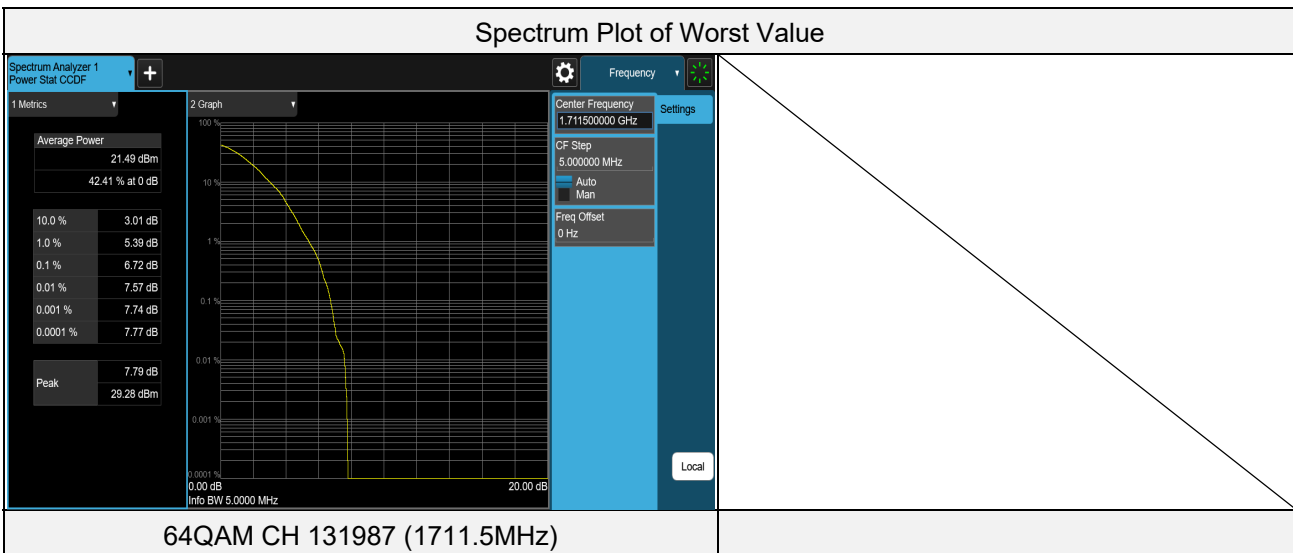 Spectrum Plot of Worst Value
Spectrum Analyzer 1
Power Stat CCDF
+
Frequency
1 Metrics
2 Graph
Average Power
21.49 dBm
42.41 % at 0 dB
10.0 % 3.01 dB
1.0 % 5.39 dB
0.1 % 6.72 dB
0.01 % 7.57 dB
0.001 % 7.74 dB
0.0001 % 7.77 dB
Peak
7.79 dB
29.28 dBm
100 %
10 %
1 %
0.1 %
0.01 %
0.001 %
0.0001 %
0.00 dB
20.00 dB
Info BW 5.0000 MHz
Center Frequency
1.711500000 GHz
Settings
CF Step
5.000000 MHz
Auto
Man
Freq Offset
0 Hz
Local
64QAM CH 131987 (1711.5MHz)